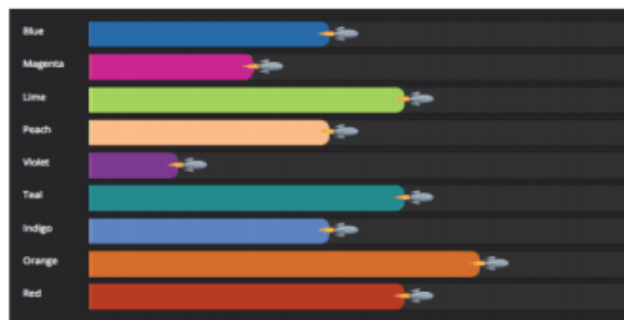 Blue
Magenta
Lime
Peach
Violet
Teal
Indigo
Orange
Red